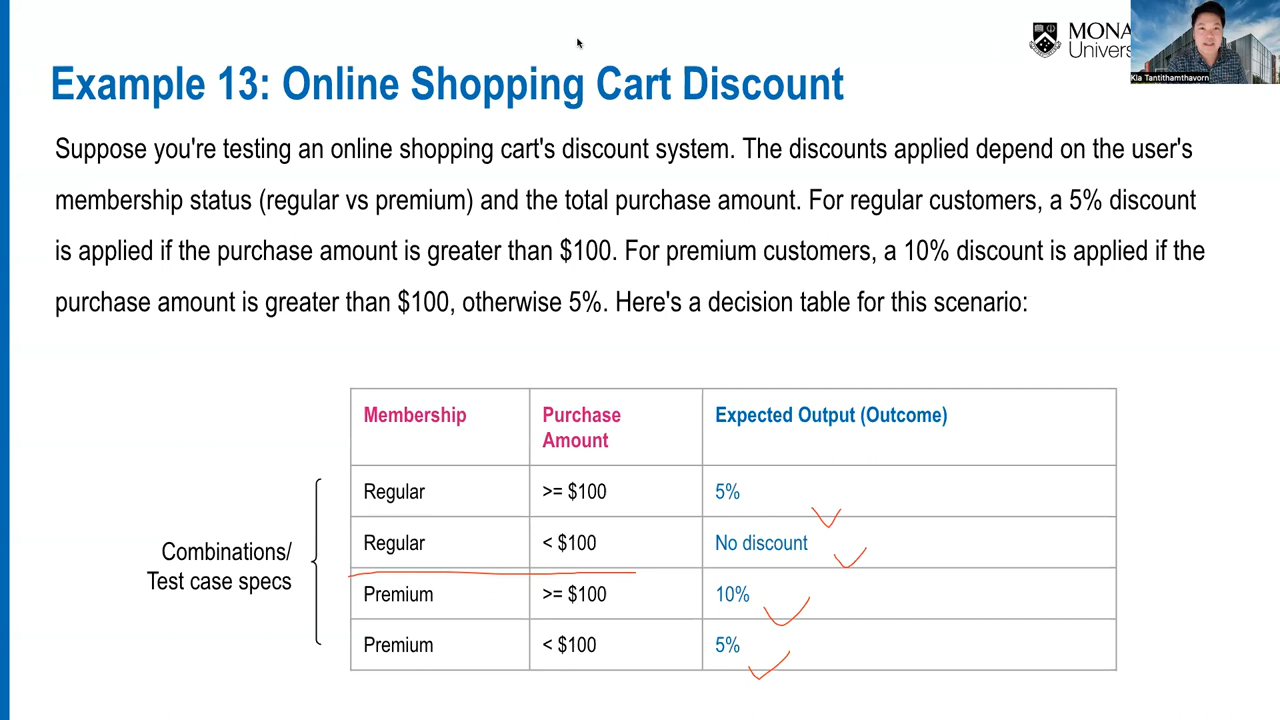 MONA
Univers
Kla Tantithamthavorn
Example 13: Online Shopping Cart Discount
Suppose you're testing an online shopping cart's discount system. The discounts applied depend on the user's
membership status (regular vs premium) and the total purchase amount. For regular customers, a 5% discount
is applied if the purchase amount is greater than $100. For premium customers, a 10% discount is applied if the
purchase amount is greater than $100, otherwise 5%. Here's a decision table for this scenario:
Membership
Purchase
Amount
Expected Output (Outcome)
Regular
>= $100
5%
Regular
< $100
No discount
Combinations/
Test case specs
Premium
>= $100
10%
Premium
< $100
5%